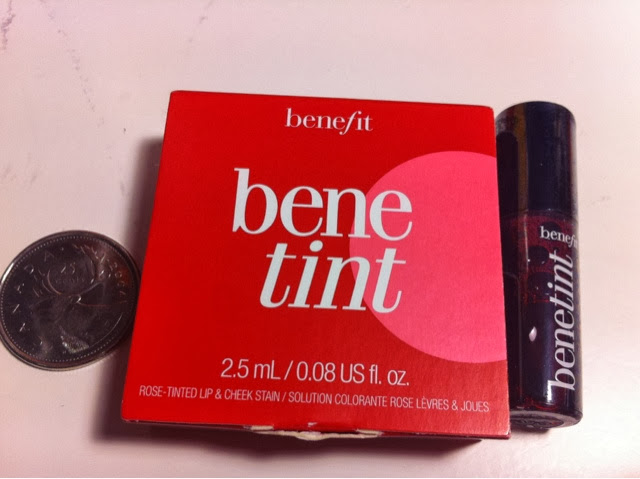 benefit
bene
tint
2.5 mL / 0.08 US fl. oz.
ROSE-TINTED LIP & CHEEK STAIN / SOLUTION COLORANTE ROSE LÈVRES & JOUES
benefit
benetint
CANADA